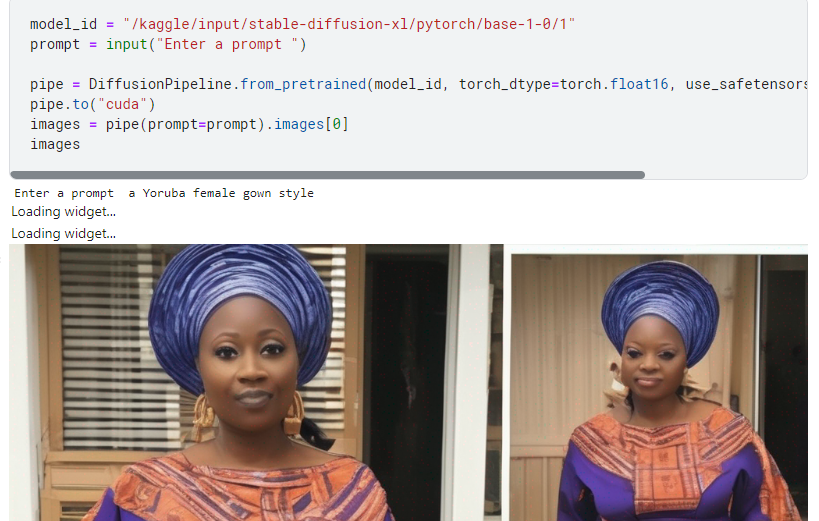 model_id = "/kaggle/input/stable-diffusion-xl/pytorch/base-1-0/1"
prompt = input("Enter a prompt ")
pipe = DiffusionPipeline.from_pretrained(model_id, torch_dtype=torch.float16, use_safetensors
pipe.to("cuda")
images = pipe(prompt=prompt).images[0]
images
Enter a prompt  a Yoruba female gown style
Loading widget...
Loading widget...